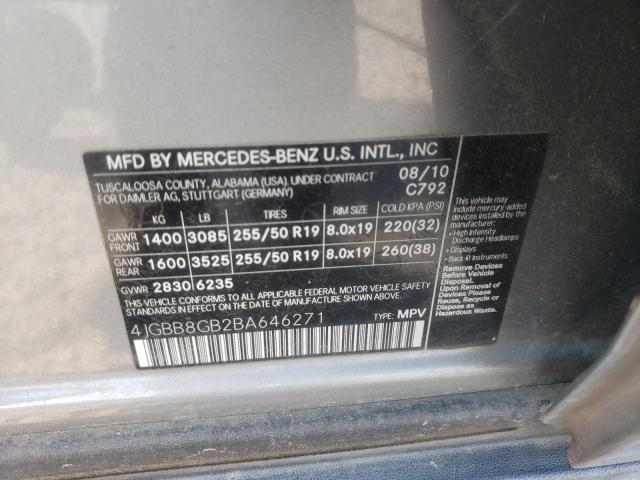 MFD BY MERCEDES-BENZ U.S. INTL., INC
TUSCALOOSA COUNTY, ALABAMA (USA), UNDER CONTRACT 08/10
FOR DAIMLER AG, STUTTGART (GERMANY) C792
KG LB TIRES RIM SIZE COLD KPA (PSI)
GAWR FRONT 1400 3085 255/50 R19 8.0x19 220(32)
GAWR REAR 1600 3525 255/50 R19 8.0x19 260(38)
GVWR 2830 6235
THIS VEHICLE CONFORMS TO ALL APPLICABLE FEDERAL MOTOR VEHICLE SAFETY
STANDARDS IN EFFECT ON THE DATE OF MANUFACTURE SHOWN ABOVE.
4JGBB8GB2BA646271 TYPE: MPV
This vehicle may
include mercury-added
devices installed by
the manufacturer:
• High Intensity
Discharge Headlamps
• Displays
• Back-lit Instruments
Remove Devices
Before Vehicle
Disposal.
Upon Removal of
Devices Please
Reuse, Recycle or
Dispose as
Hazardous Waste.